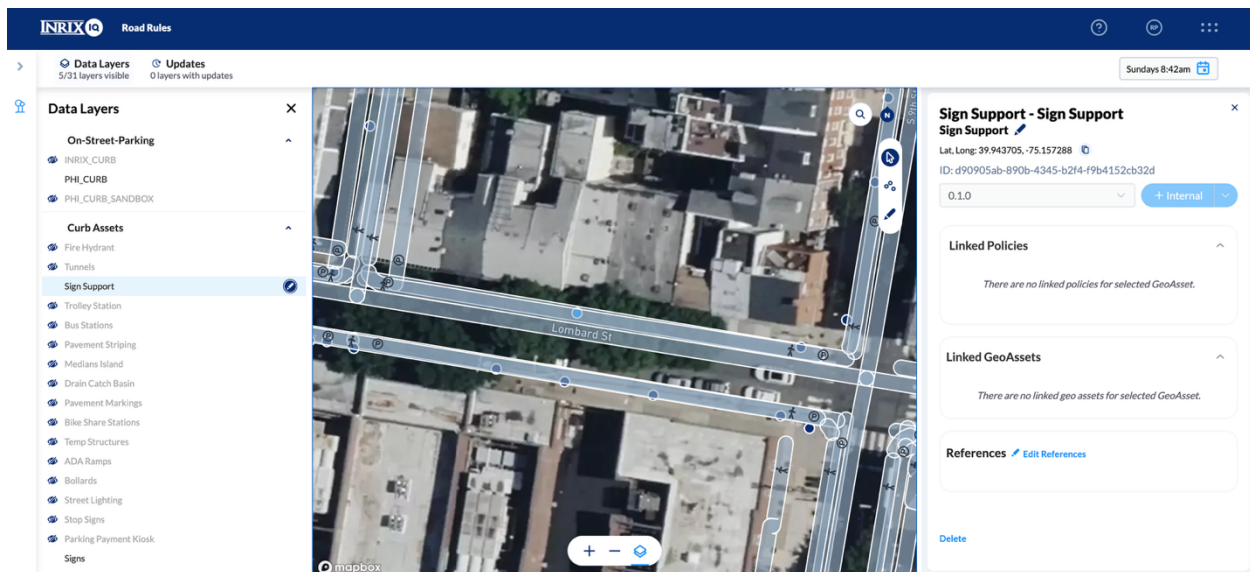 INRIX IQ
Road Rules
RP
Data Layers
5/31 layers visible
Updates
0 layers with updates
Sundays 8:42am
Data Layers
On-Street-Parking
INRIX_CURB
PHI_CURB
PHI_CURB_SANDBOX
Curb Assets
Fire Hydrant
Tunnels
Sign Support
Trolley Station
Bus Stations
Pavement Striping
Medians Island
Drain Catch Basin
Pavement Markings
Bike Share Stations
Temp Structures
ADA Ramps
Bollards
Street Lighting
Stop Signs
Parking Payment Kiosk
Signs
N
S 9th St
Lombard St
mapbox
Sign Support - Sign Support
Sign Support
Lat, Long: 39.943705, -75.157288
ID: d90905ab-890b-4345-b2f4-f9b4152cb32d
0.1.0
+ Internal
Linked Policies
There are no linked policies for selected GeoAsset.
Linked GeoAssets
There are no linked geo assets for selected GeoAsset.
References
Edit References
Delete